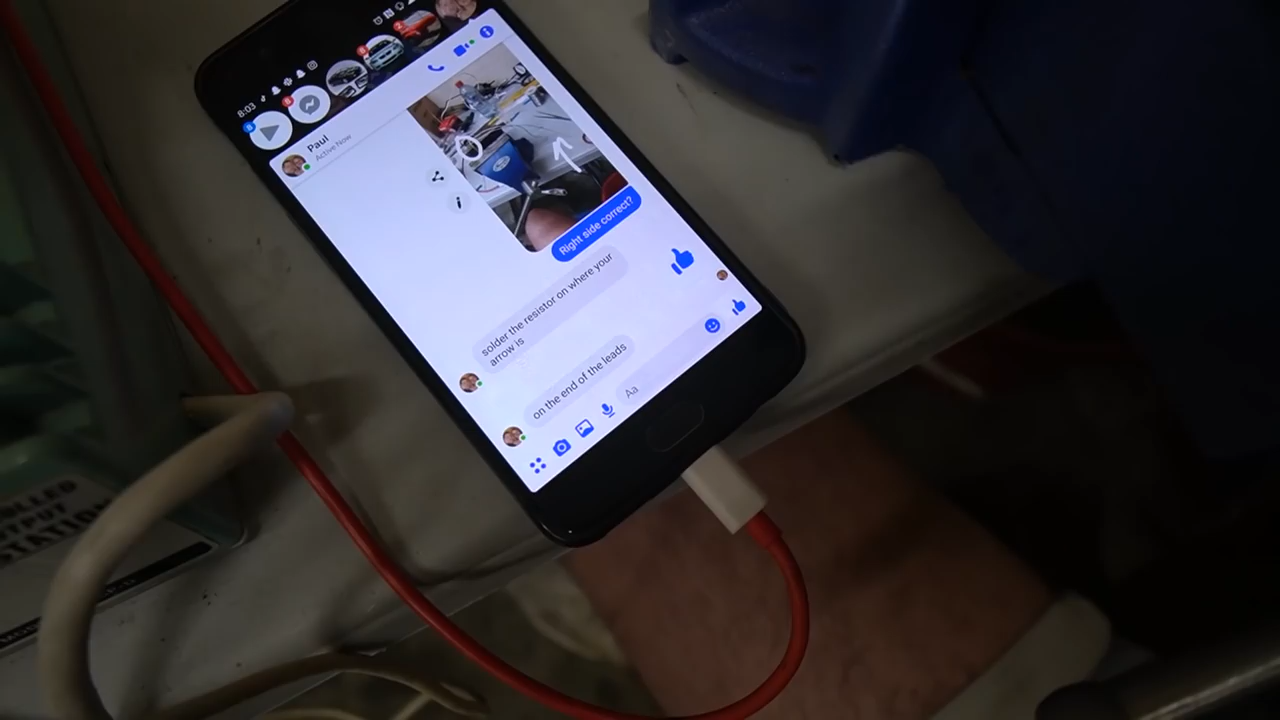 8:03
Paul
Active Now
Right side correct?
solder the resistor on where your
arrow is
on the end of the leads
Aa
STATION